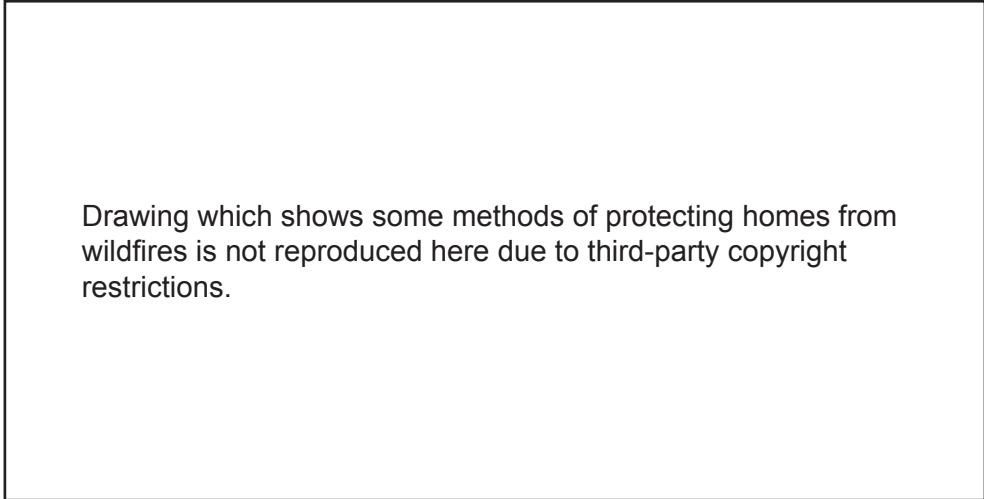 Drawing which shows some methods of protecting homes from
wildfires is not reproduced here due to third-party copyright
restrictions.